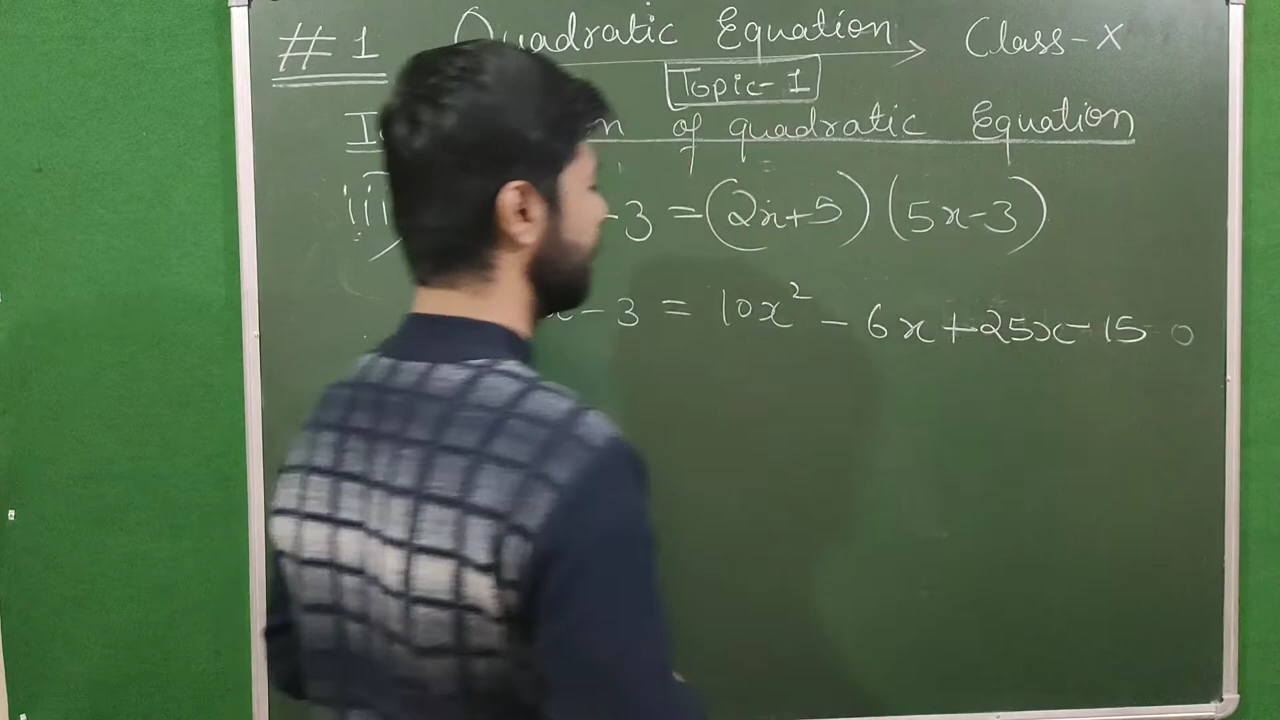 #1 Quadratic Equation → Class-X
Topic-1
of quadratic Equation
iii) -3 = (2x+5) (5x-3)
x-3 = 10x² - 6x+25x-15